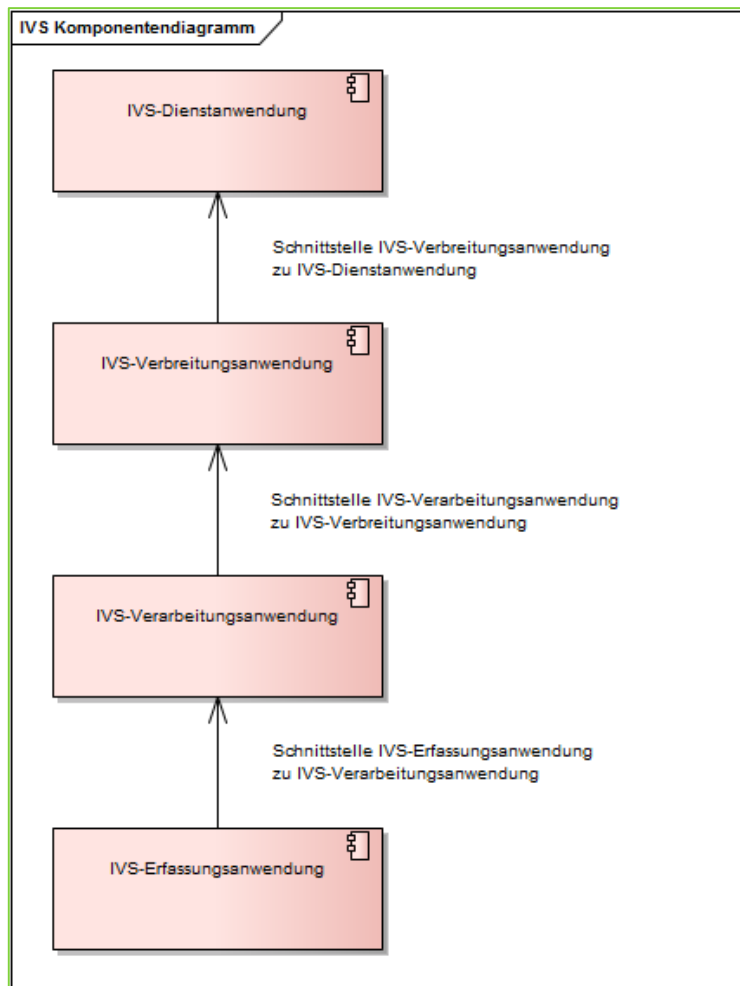 IVS Komponentendiagramm
IVS-Dienstanwendung
Schnittstelle IVS-Verbreitungsanwendung
zu IVS-Dienstanwendung
IVS-Verbreitungsanwendung
Schnittstelle IVS-Verarbeitungsanwendung
zu IVS-Verbreitungsanwendung
IVS-Verarbeitungsanwendung
Schnittstelle IVS-Erfassungsanwendung
zu IVS-Verarbeitungsanwendung
IVS-Erfassungsanwendung